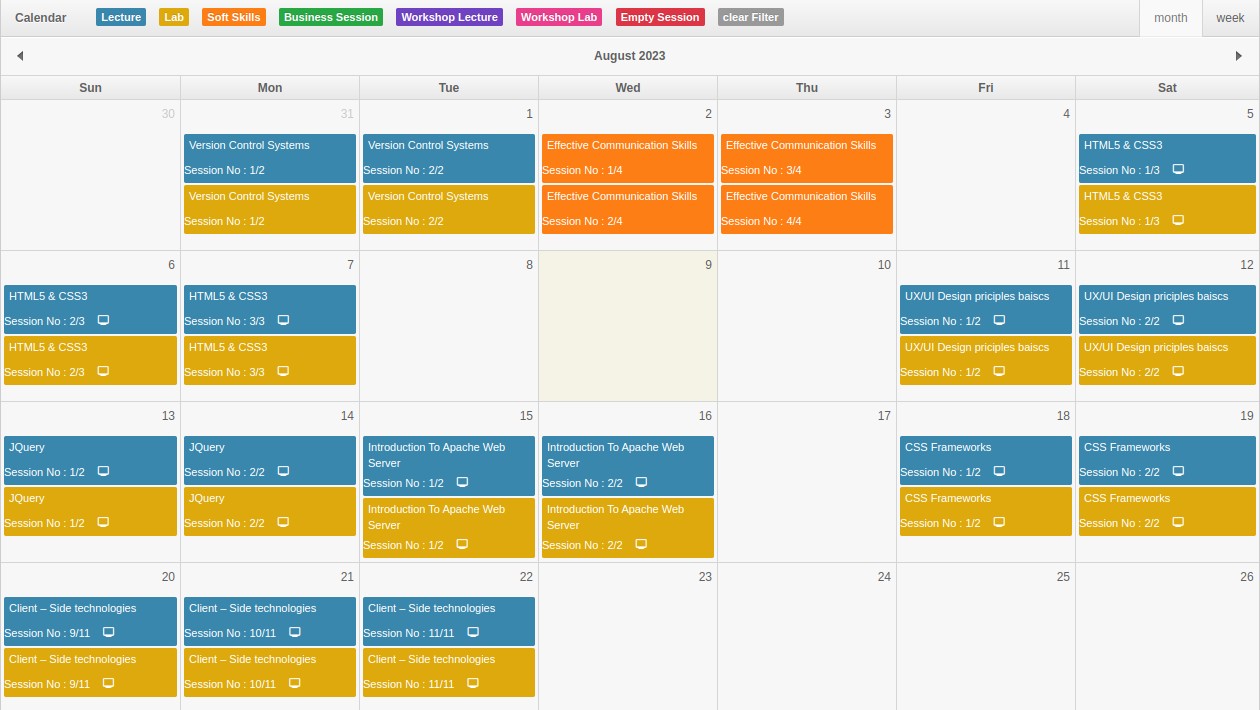 Calendar Lecture Lab Soft Skills Business Session Workshop Lecture Workshop Lab Empty Session clear Filter month week
August 2023
Sun Mon Tue Wed Thu Fri Sat
30 31 1 2 3 4 5
Version Control Systems Version Control Systems Effective Communication Skills Effective Communication Skills HTML5 & CSS3
Session No : 1/2 Session No : 2/2 Session No : 1/4 Session No : 3/4 Session No : 1/3
Version Control Systems Version Control Systems Effective Communication Skills Effective Communication Skills HTML5 & CSS3
Session No : 1/2 Session No : 2/2 Session No : 2/4 Session No : 4/4 Session No : 1/3
6 7 8 9 10 11 12
HTML5 & CSS3 HTML5 & CSS3 UX/UI Design priciples baiscs UX/UI Design priciples baiscs
Session No : 2/3 Session No : 3/3 Session No : 1/2 Session No : 2/2
HTML5 & CSS3 HTML5 & CSS3 UX/UI Design priciples baiscs UX/UI Design priciples baiscs
Session No : 2/3 Session No : 3/3 Session No : 1/2 Session No : 2/2
13 14 15 16 17 18 19
JQuery JQuery Introduction To Apache Web Introduction To Apache Web CSS Frameworks CSS Frameworks
Server Server
Session No : 1/2 Session No : 2/2 Session No : 1/2 Session No : 2/2 Session No : 1/2 Session No : 2/2
JQuery JQuery Introduction To Apache Web Introduction To Apache Web CSS Frameworks CSS Frameworks
Server Server
Session No : 1/2 Session No : 2/2 Session No : 1/2 Session No : 2/2 Session No : 1/2 Session No : 2/2
20 21 22 23 24 25 26
Client – Side technologies Client – Side technologies Client – Side technologies
Session No : 9/11 Session No : 10/11 Session No : 11/11
Client – Side technologies Client – Side technologies Client – Side technologies
Session No : 9/11 Session No : 10/11 Session No : 11/11